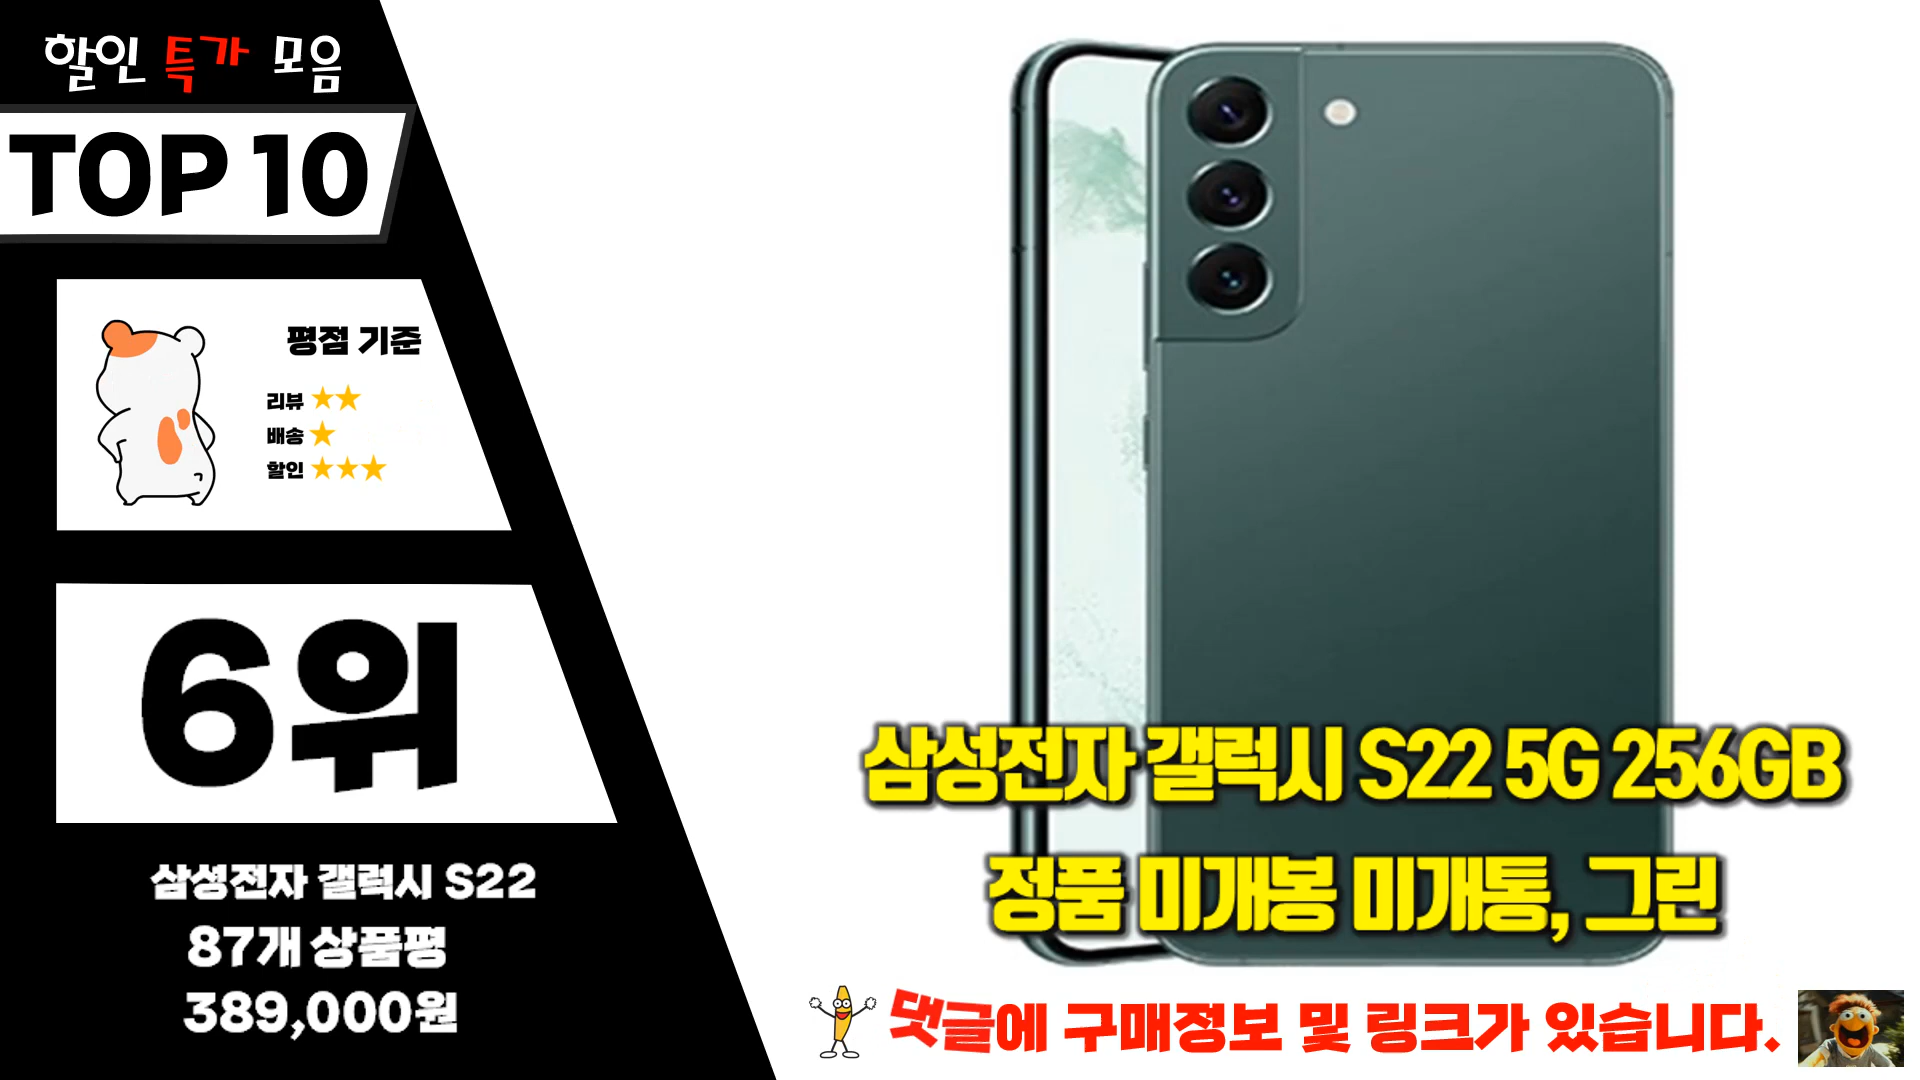 할인 특가 모음
TOP 10
평점 기준
리뷰 ★★
배송 ★
할인 ★★★
6위
삼성전자 갤럭시 S22
87개 상품평
389,000원
삼성전자 갤럭시 S22 5G 256GB
정품 미개봉 미개통, 그린
댓글에 구매정보 및 링크가 있습니다.